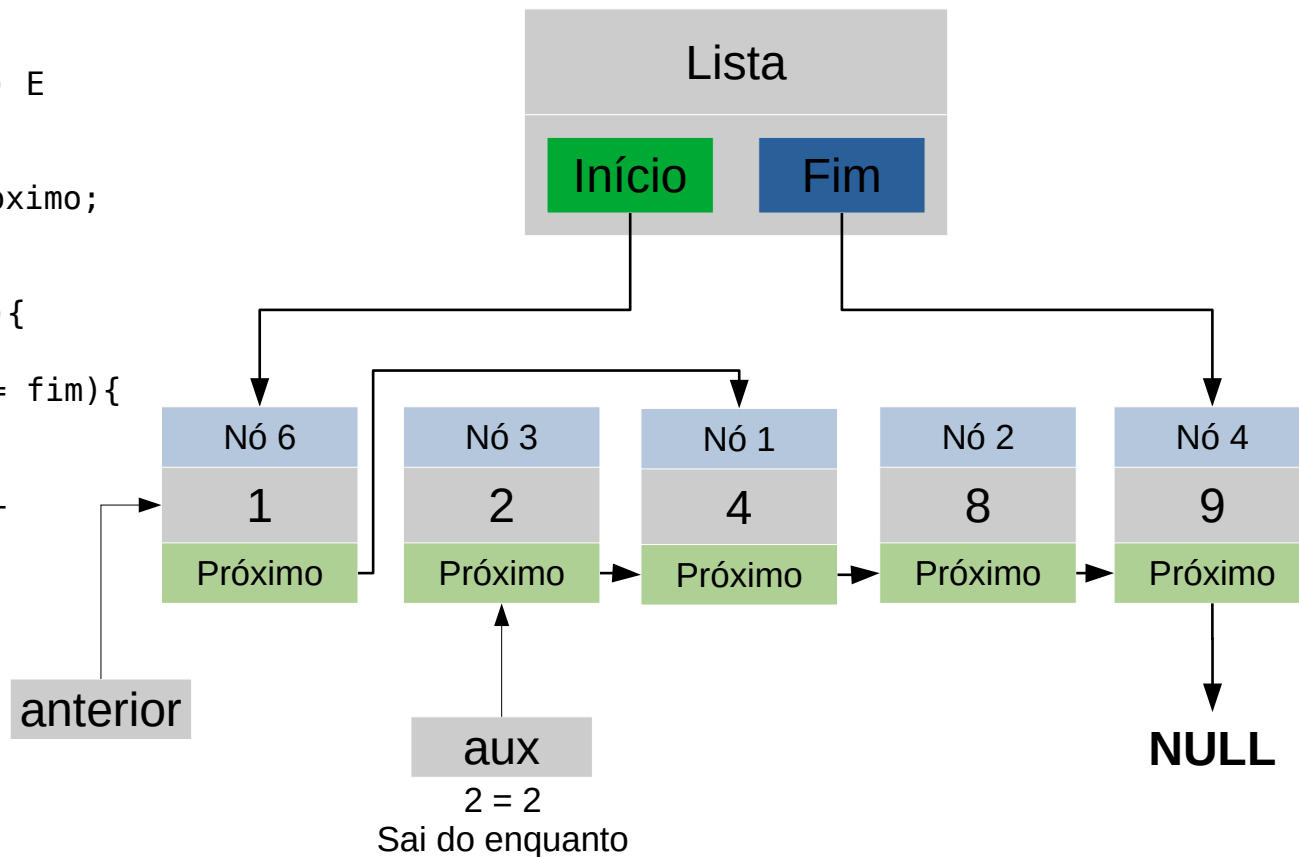 E
óximo;
{
= fim){
Lista
Início Fim
Nó 6 Nó 3 Nó 1 Nó 2 Nó 4
1 2 4 8 9
Próximo Próximo Próximo Próximo Próximo
anterior
aux
2 = 2
Sai do enquanto
NULL